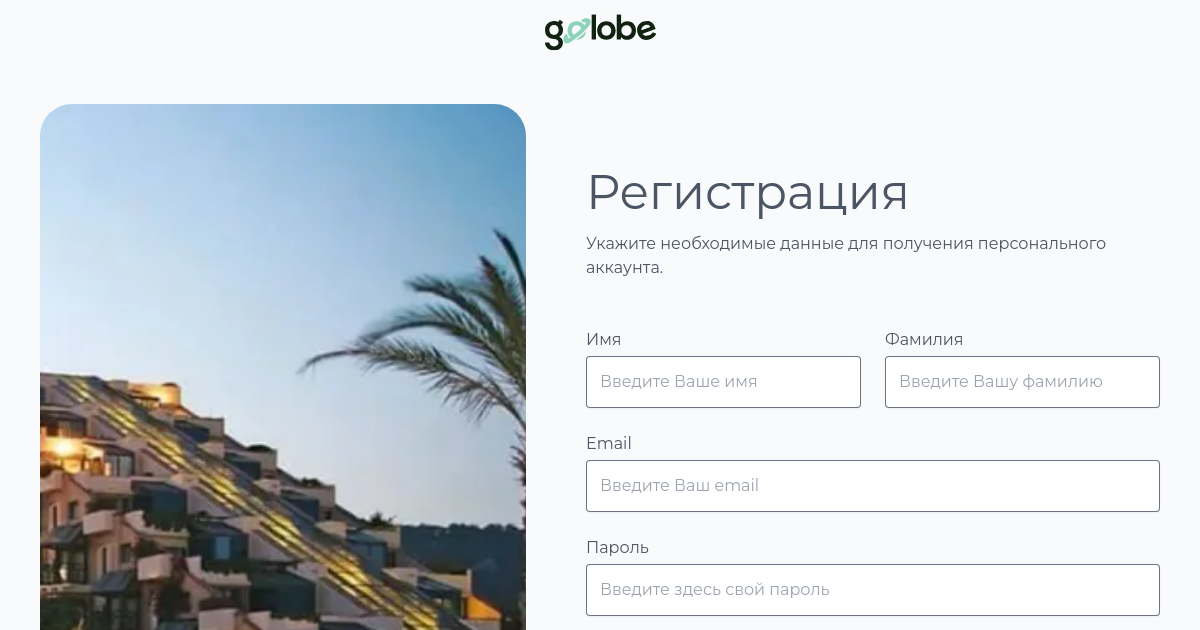 golobe
Регистрация
Укажите необходимые данные для получения персонального
аккаунта.
Имя
Фамилия
Введите Ваше имя
Введите Вашу фамилию
Email
Введите Ваш email
Пароль
Введите здесь свой пароль